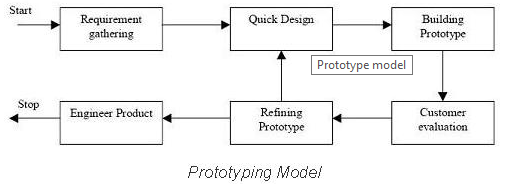 Start
Requirement
gathering
Quick Design
Building
Prototype
Prototype model
Stop
Engineer Product
Refining
Prototype
Customer
evaluation
Prototyping Model